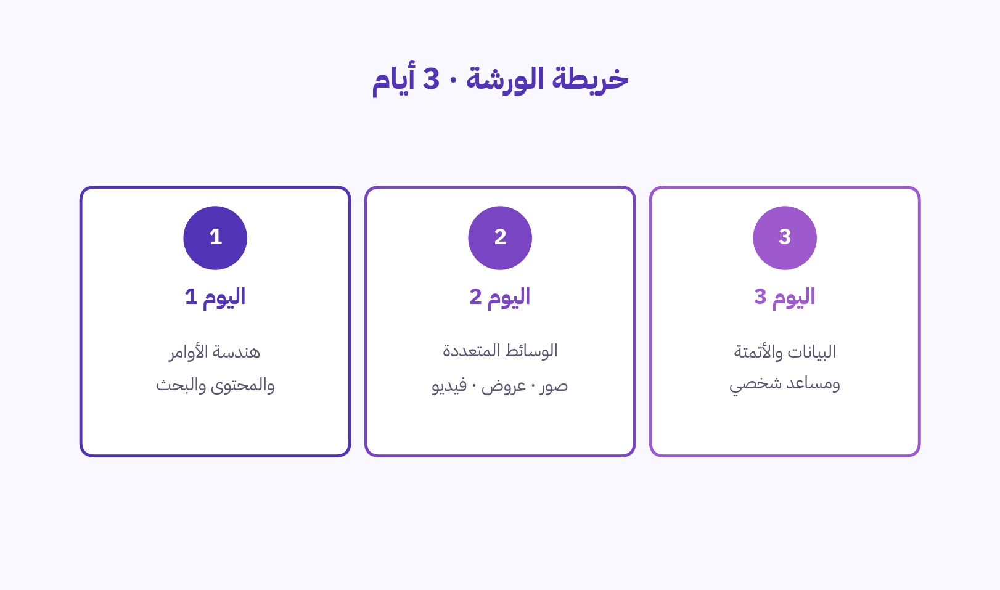 خريطة الورشة · 3 أيام
1
اليوم 1
هندسة الأوامر
والمحتوى والبحث
2
اليوم 2
الوسائط المتعددة
صور · عروض · فيديو
3
اليوم 3
البيانات والأتمتة
ومساعد شخصي